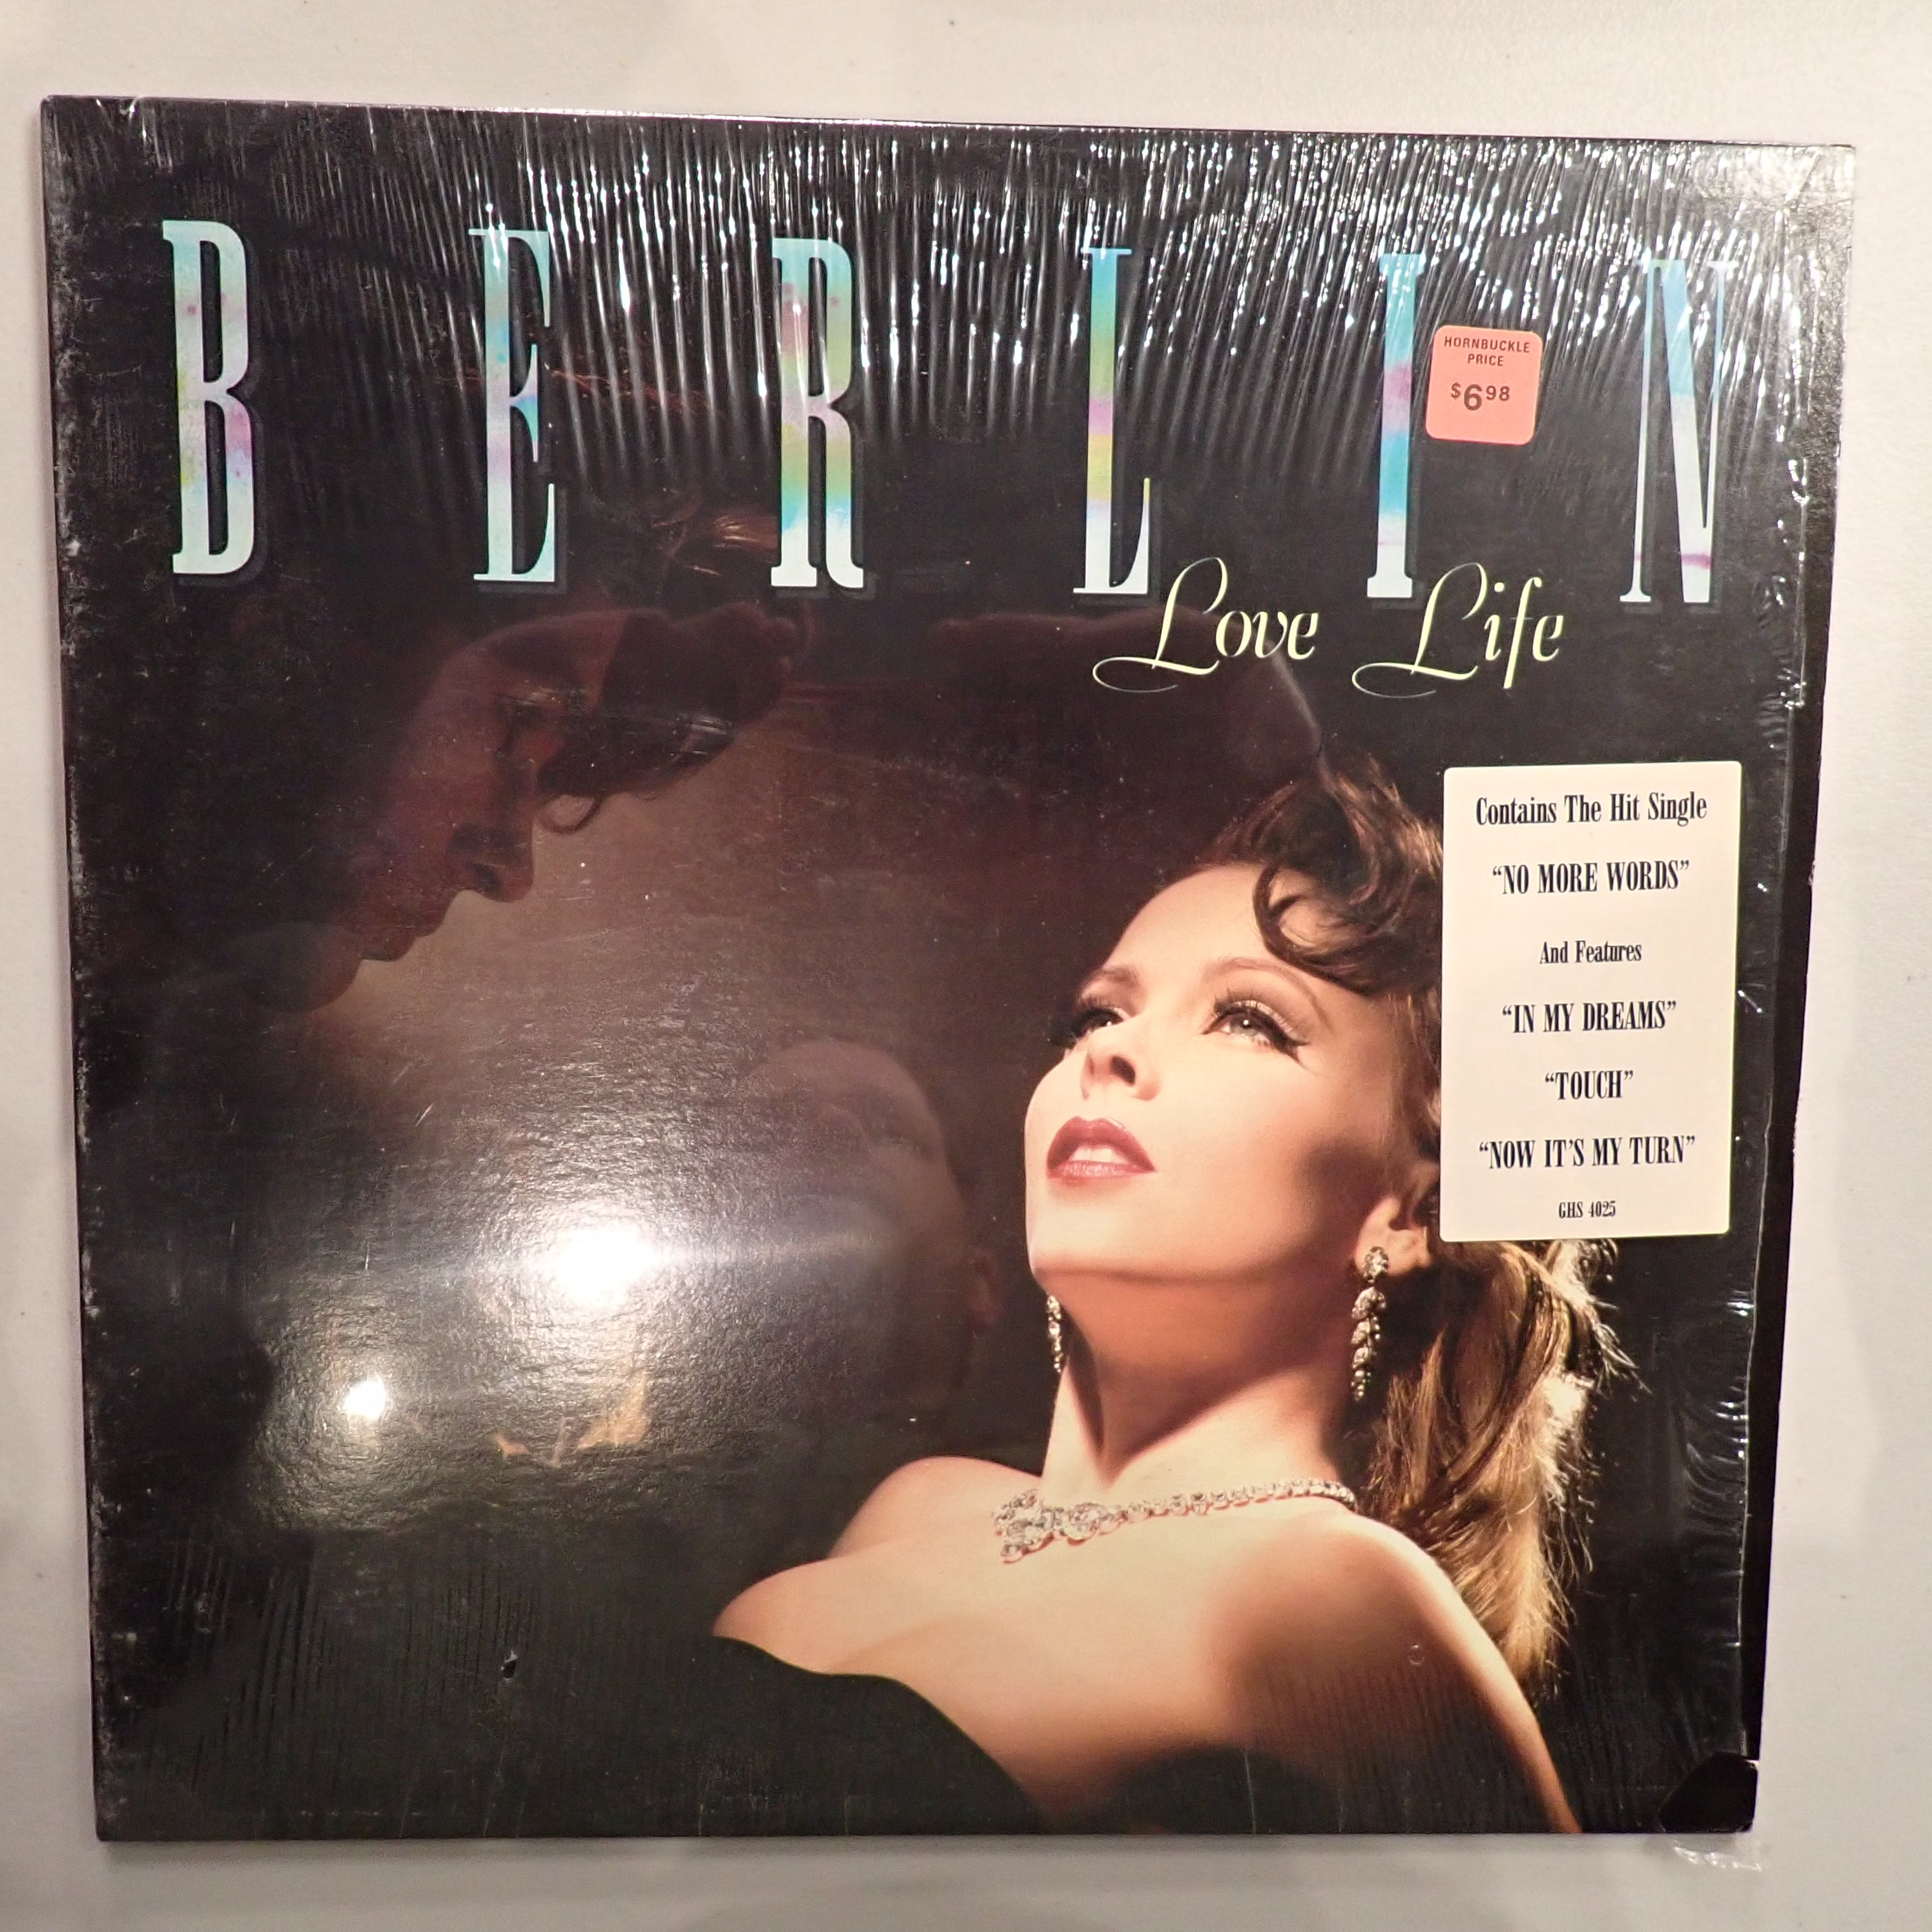 BERLIN
HORNBUCKLE
PRICE
$6 98
Love Life
Contains The Hit Single
“NO MORE WORDS”
And Features
“IN MY DREAMS”
“TOUCH”
“NOW IT’S MY TURN”
GHS 4025